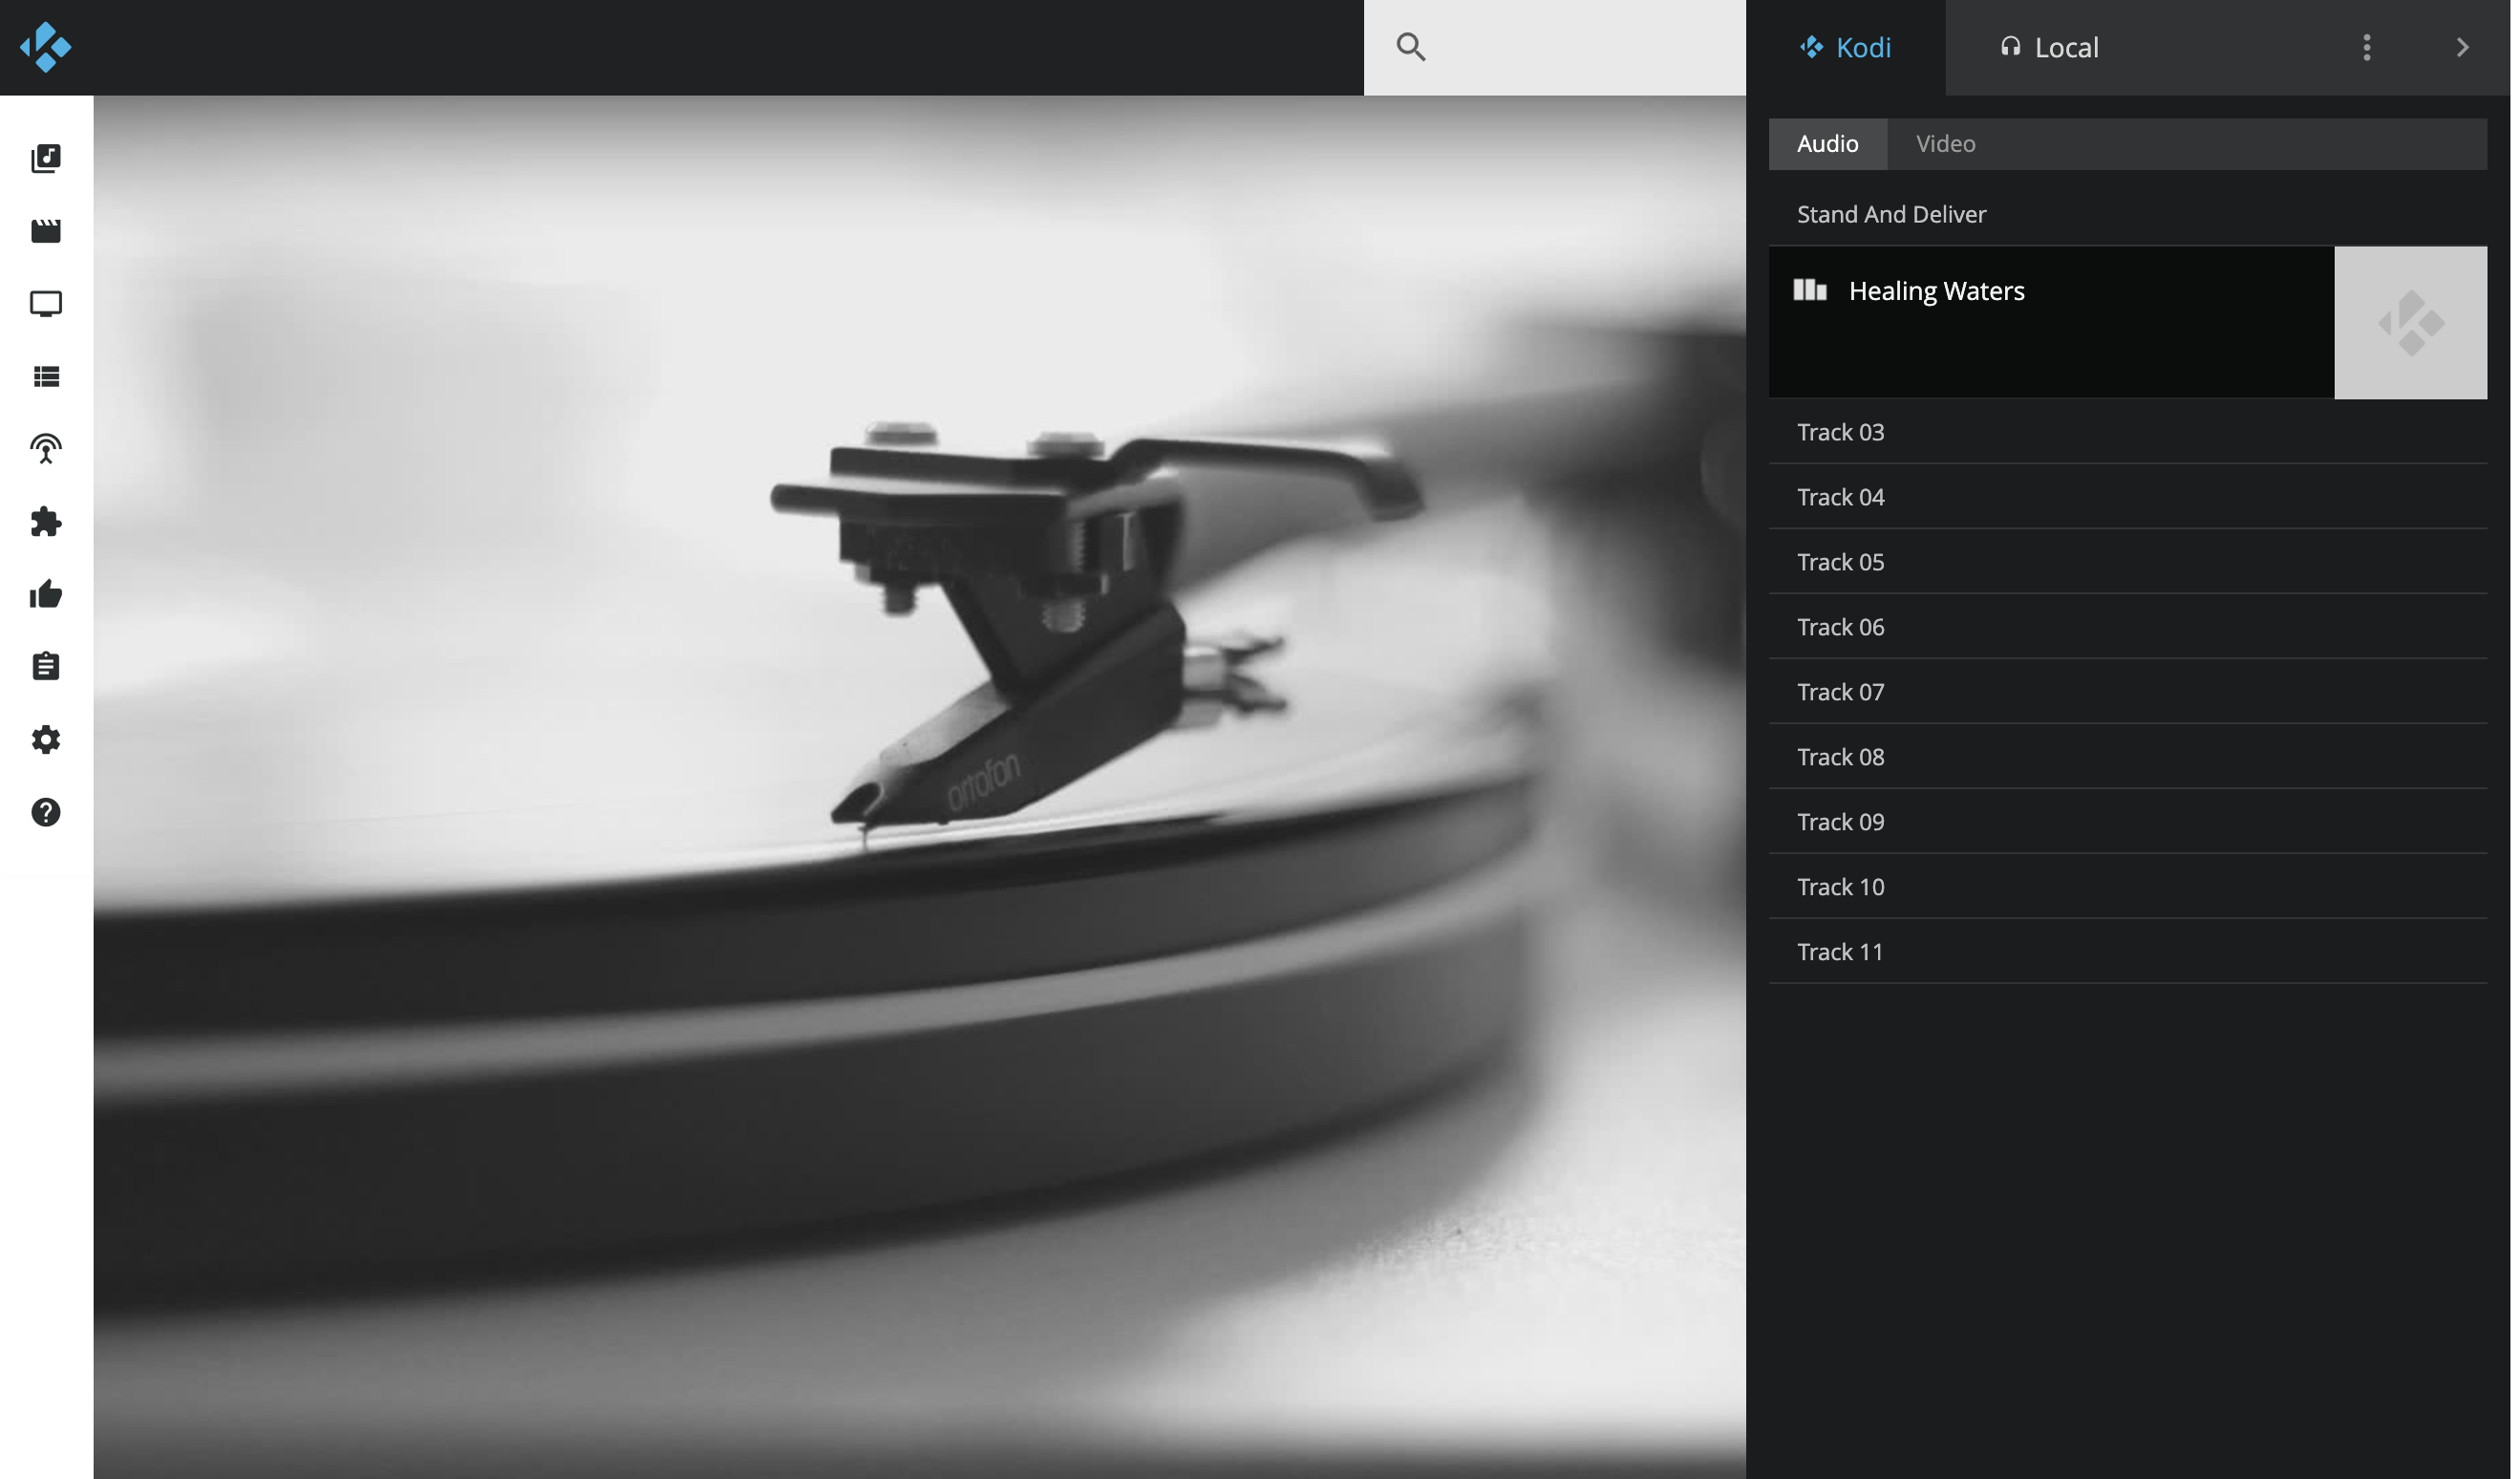 Kodi
Local
Audio
Video
Stand And Deliver
Healing Waters
Track 03
Track 04
Track 05
Track 06
Track 07
Track 08
Track 09
Track 10
Track 11
ortofon